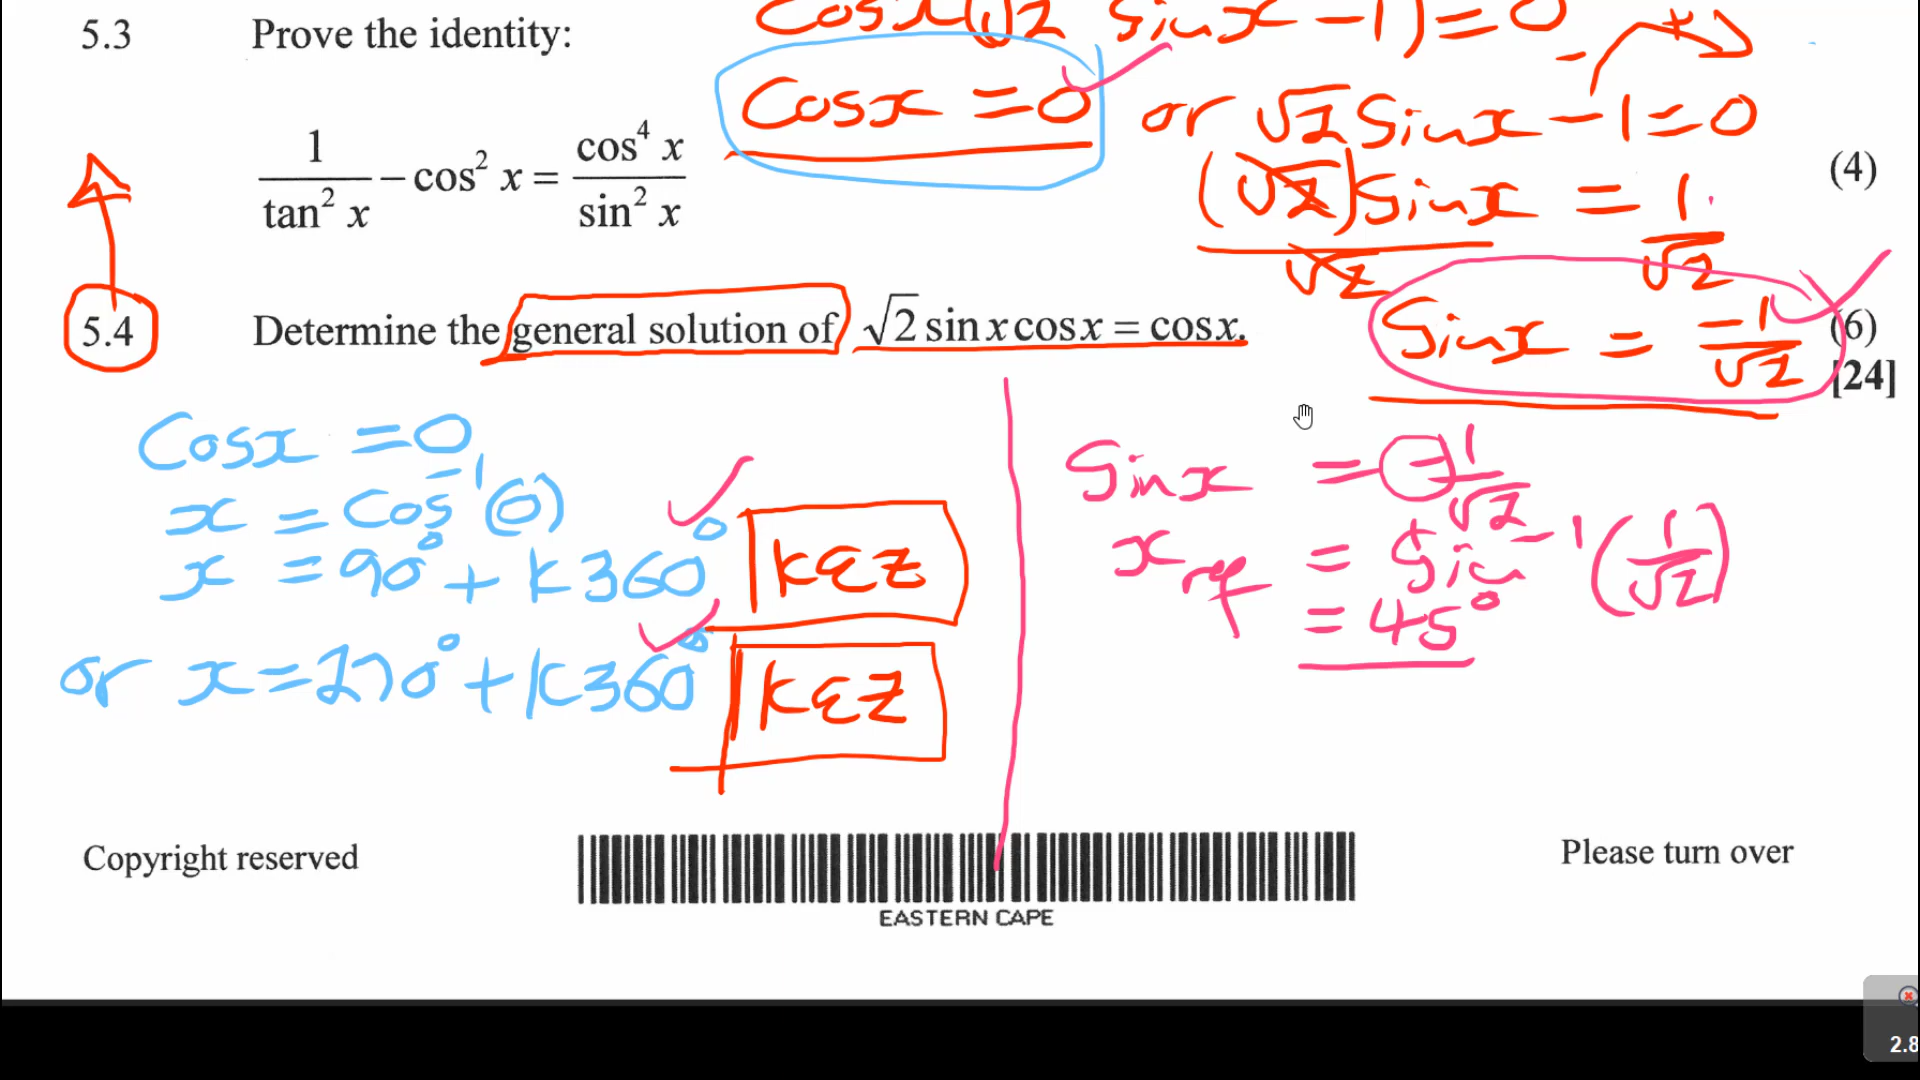 Cosx(√2 Sinx −1)=0
5.3 Prove the identity:
Cosx =0
or √2 Sinx −1=0
1/tan² x − cos² x = cos⁴ x/sin² x
(4)
(√2)Sinx/√2 = 1/√2
5.4 Determine the general solution of √2 sin x cos x = cos x.
(6)
Sinx = −1/√2
[24]
Cosx =0
x = Cos⁻¹(0)
x =90° + k360° |kεZ
or x=270° +k360° |kεZ
Sinx = −1/√2
x ref = Sin⁻¹(1/√2)
= 45°
Copyright reserved
Please turn over
EASTERN CAPE
2.8